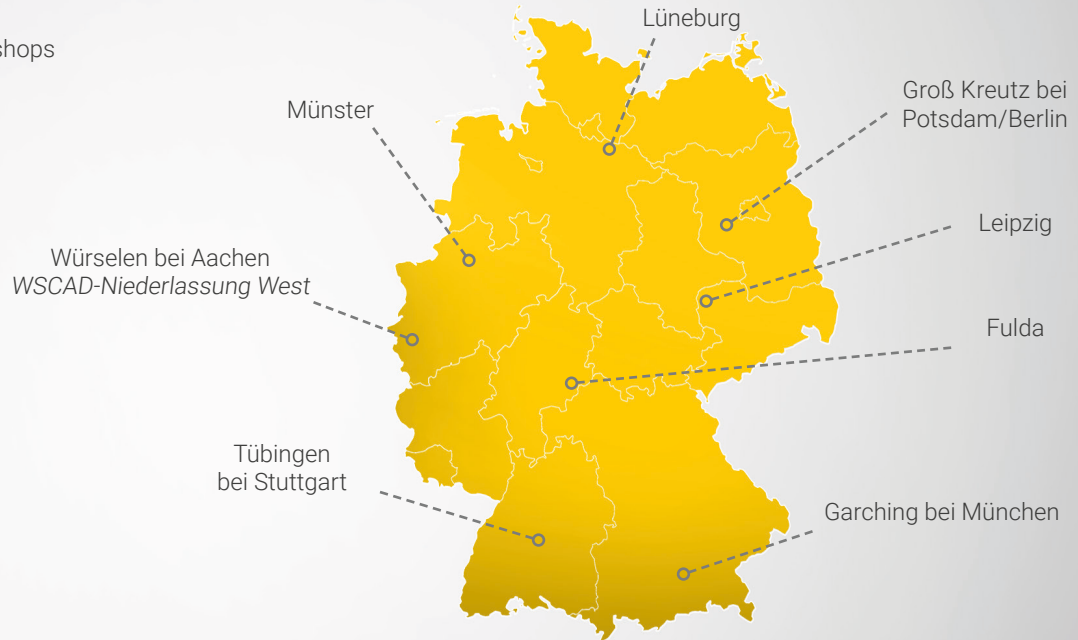 Lüneburg
shops
Groß Kreutz bei
Potsdam/Berlin
Münster
Leipzig
Würselen bei Aachen
WSCAD-Niederlassung West
Fulda
Tübingen
bei Stuttgart
Garching bei München